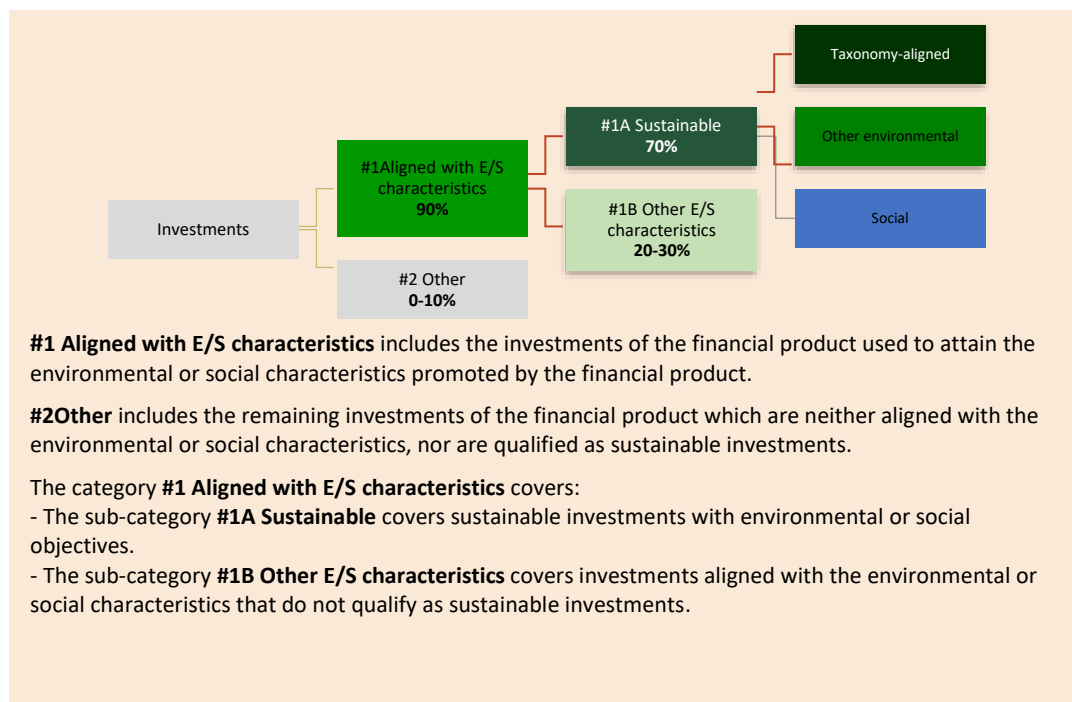 Taxonomy-aligned
#1A Sustainable
70%
Other environmental
#1Aligned with E/S
characteristics
90%
#1B Other E/S
characteristics
20-30%
Social
Investments
#2 Other
0-10%
#1 Aligned with E/S characteristics includes the investments of the financial product used to attain the
environmental or social characteristics promoted by the financial product.
#2Other includes the remaining investments of the financial product which are neither aligned with the
environmental or social characteristics, nor are qualified as sustainable investments.
The category #1 Aligned with E/S characteristics covers:
- The sub-category #1A Sustainable covers sustainable investments with environmental or social
objectives.
- The sub-category #1B Other E/S characteristics covers investments aligned with the environmental or
social characteristics that do not qualify as sustainable investments.